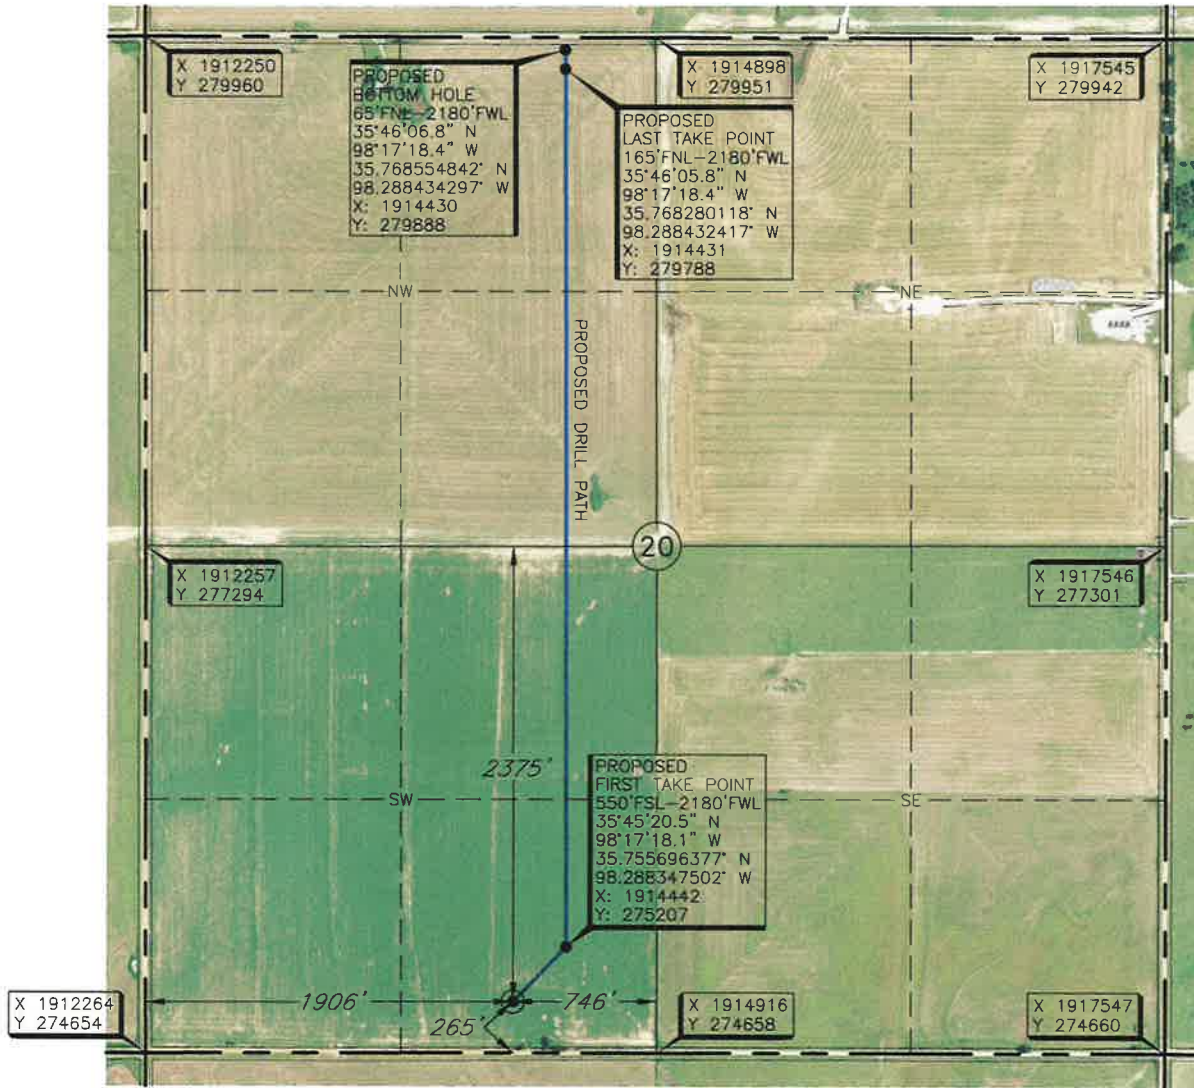 X 1912250
Y 279960
PROPOSED
BOTTOM HOLE
65'FNL-2180'FWL
35°46'06.8" N
98°17'18.4" W
35.768554842° N
98.288434297° W
X: 1914430
Y: 279888
X 1914898
Y 279951
PROPOSED
LAST TAKE POINT
165'FNL-2180'FWL
35°46'05.8" N
98°17'18.4" W
35.768280118° N
98.288432417° W
X: 1914431
Y: 279788
X 1917545
Y 279942
NW
NE
PROPOSED DRILL PATH
20
X 1912257
Y 277294
X 1917546
Y 277301
2375'
PROPOSED
FIRST TAKE POINT
550'FSL-2180'FWL
35°45'20.5" N
98°17'18.1" W
35.755696377° N
98.288347502° W
X: 1914442
Y: 275207
SW
SE
X 1912264
Y 274654
1906'
746'
265'
X 1914916
Y 274658
X 1917547
Y 274660